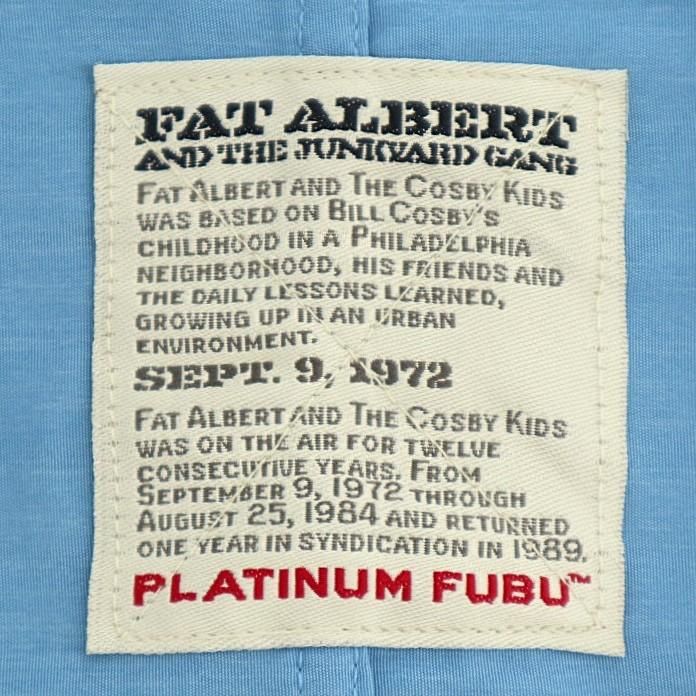 FAT ALBERT
AND THE JUNKYARD GANG
FAT ALBERT AND THE COSBY KIDS
WAS BASED ON BILL COSBY'S
CHILDHOOD IN A PHILADELPHIA
NEIGHBORHOOD, HIS FRIENDS AND
THE DAILY LESSONS LEARNED,
GROWING UP IN AN URBAN
ENVIRONMENT.
SEPT. 9, 1972
FAT ALBERT AND THE COSBY KIDS
WAS ON THE AIR FOR TWELVE
CONSECUTIVE YEARS. FROM
SEPTEMBER 9, 1972 THROUGH
AUGUST 25, 1984 AND RETURNED
ONE YEAR IN SYNDICATION IN 1989.
PLATINUM FUBU™